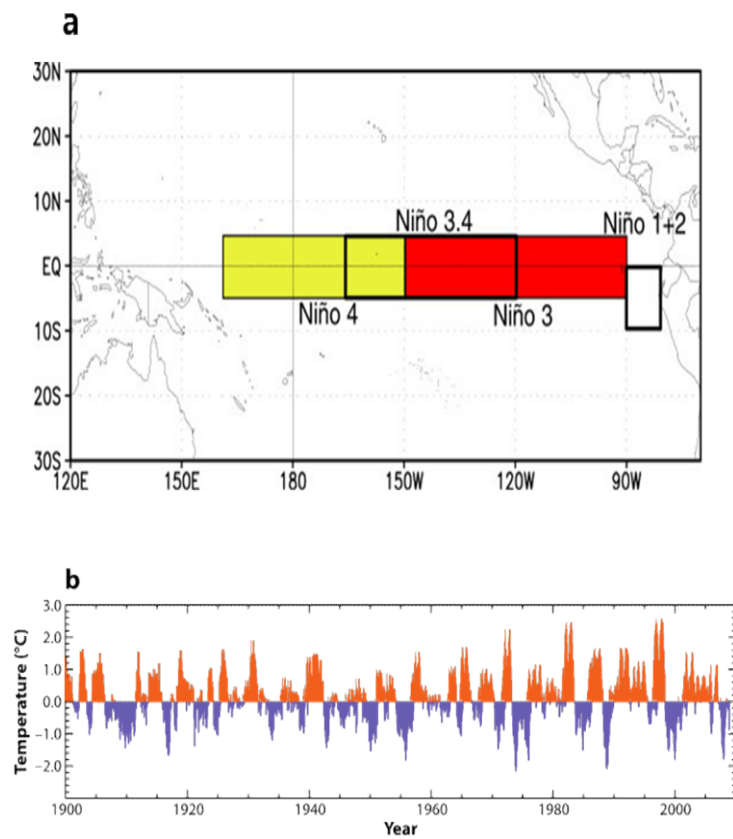 a
30N
20N
10N
EQ
10S
20S
30S
120E 150E 180 150W 120W 90W
Niño 3.4 Niño 1+2
Niño 4 Niño 3
b
Temperature (°C)
3.0
2.0
1.0
0.0
−1.0
−2.0
1900 1920 1940 1960 1980 2000
Year